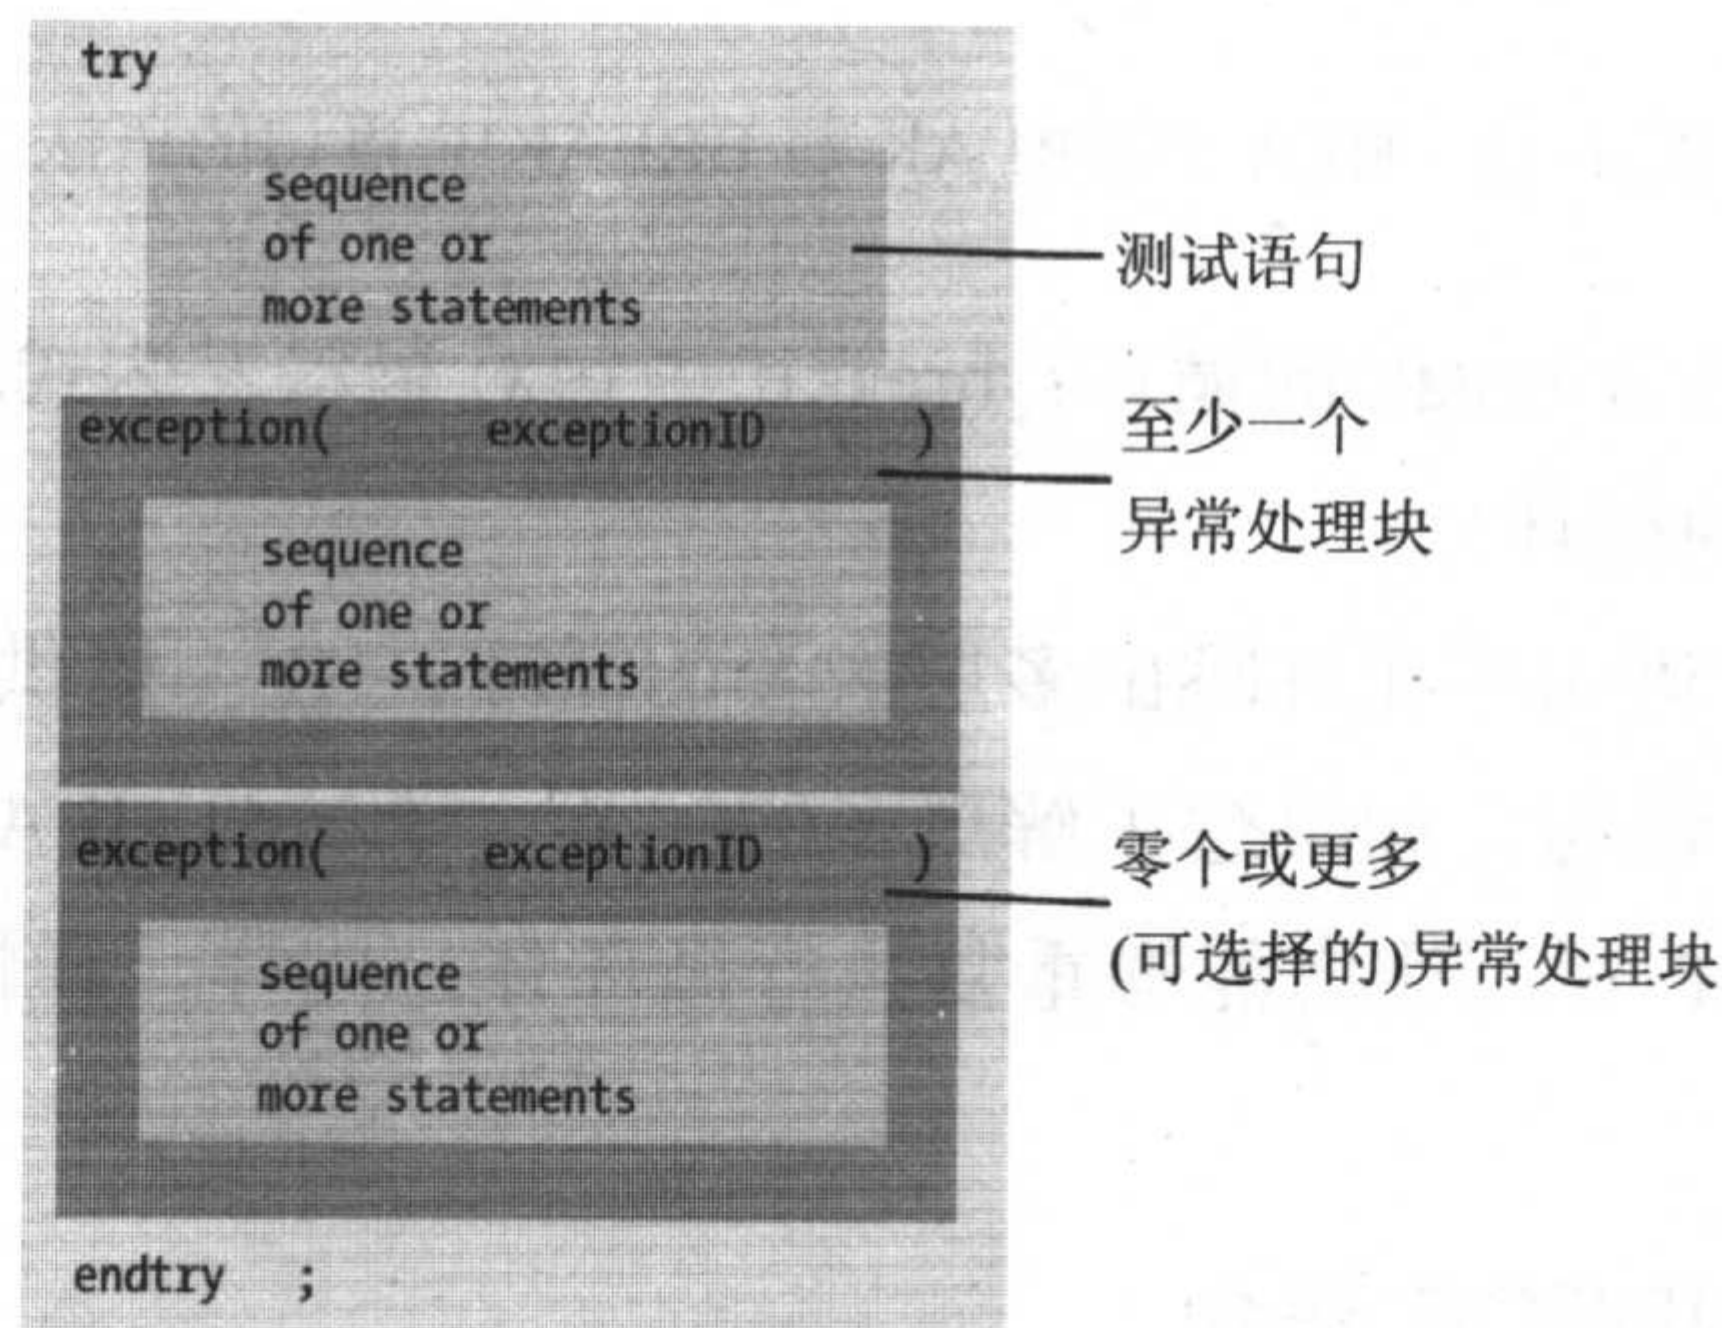 try
sequence
of one or
more statements
测试语句
exception( exceptionID )
至少一个
异常处理块
sequence
of one or
more statements
exception( exceptionID )
零个或更多
(可选择的)异常处理块
sequence
of one or
more statements
endtry ;